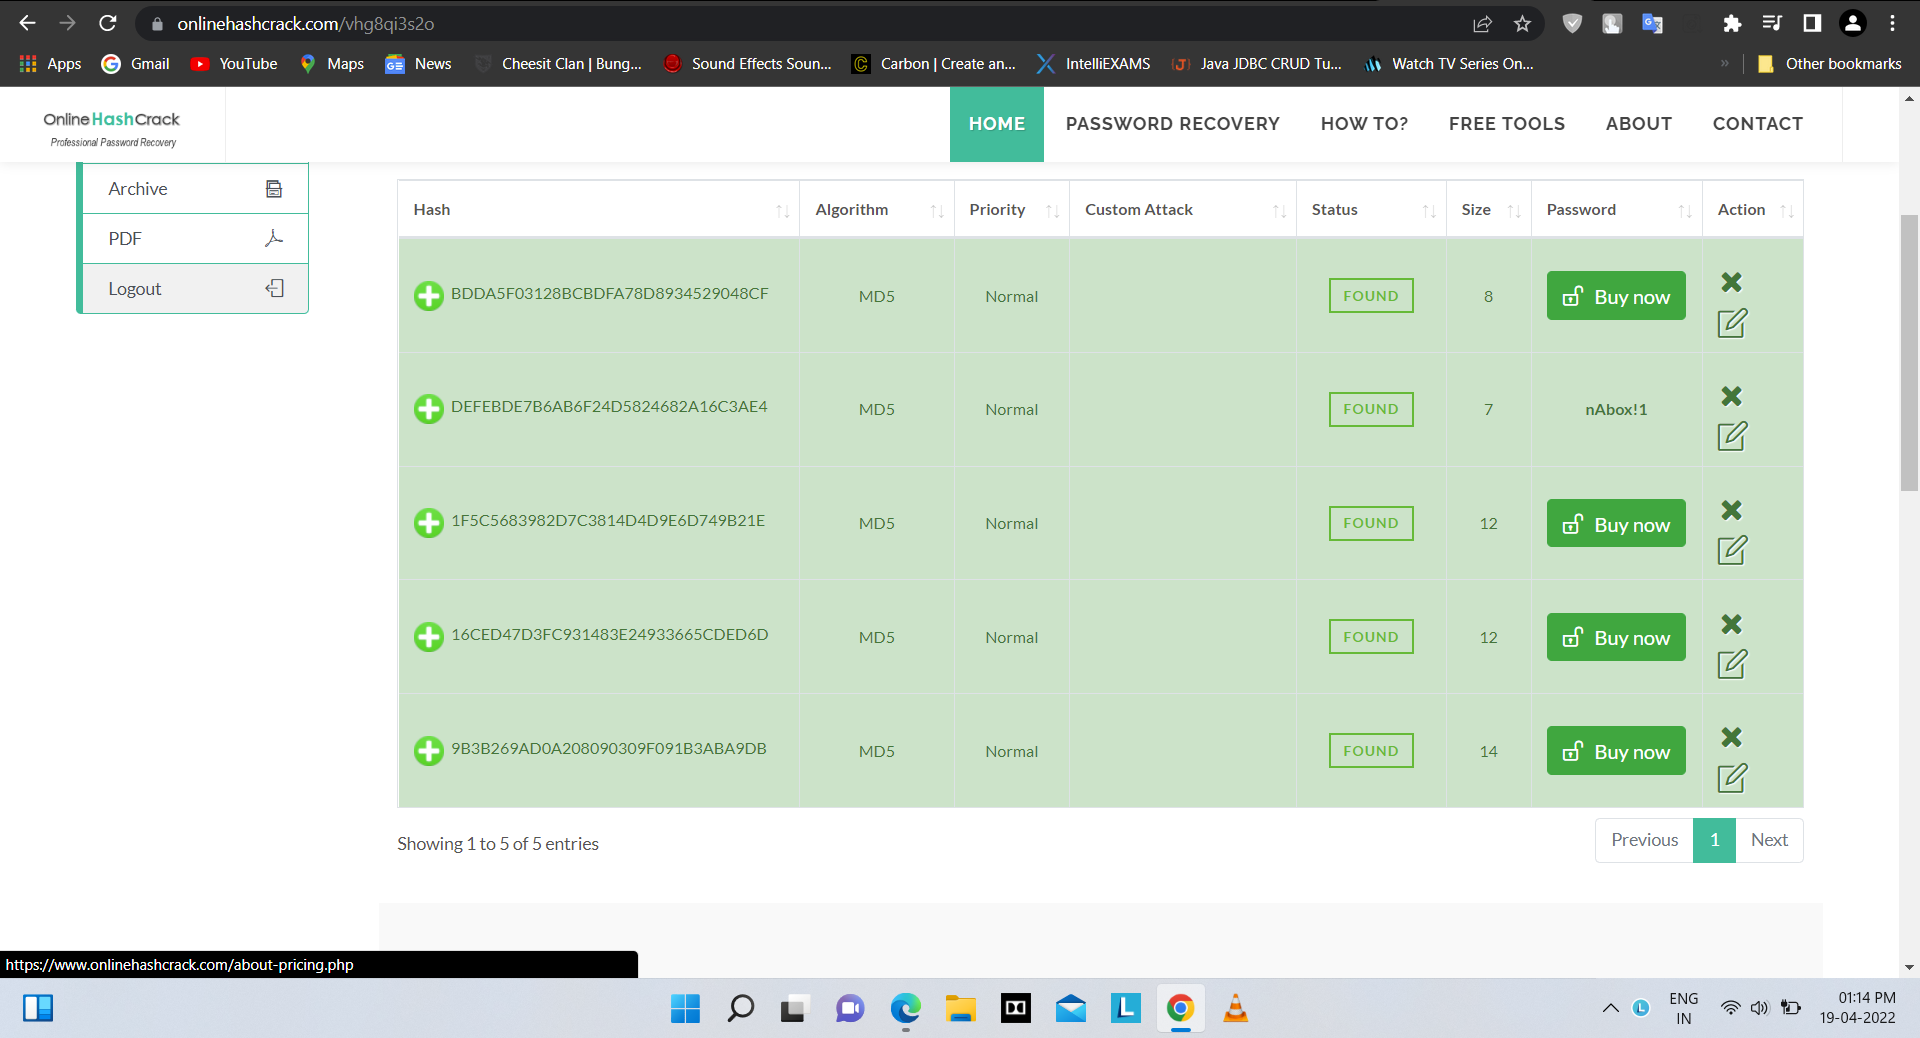 onlinehashcrack.com/vhg8qi3s2o
Apps Gmail YouTube Maps News Cheesit Clan | Bung... Sound Effects Soun... Carbon | Create an... IntelliEXAMS Java JDBC CRUD Tu... Watch TV Series On... » Other bookmarks
Online HashCrack
Professional Password Recovery
HOME PASSWORD RECOVERY HOW TO? FREE TOOLS ABOUT CONTACT
Archive
PDF
Logout
Hash Algorithm Priority Custom Attack Status Size Password Action
BDDA5F03128BCBDFA78D8934529048CF MD5 Normal FOUND 8 Buy now
DEFEBDE7B6AB6F24D5824682A16C3AE4 MD5 Normal FOUND 7 nAbox!1
1F5C5683982D7C3814D4D9E6D749B21E MD5 Normal FOUND 12 Buy now
16CED47D3FC931483E24933665CDED6D MD5 Normal FOUND 12 Buy now
9B3B269AD0A208090309F091B3ABA9DB MD5 Normal FOUND 14 Buy now
Showing 1 to 5 of 5 entries
Previous 1 Next
https://www.onlinehashcrack.com/about-pricing.php
ENG
IN
01:14 PM
19-04-2022